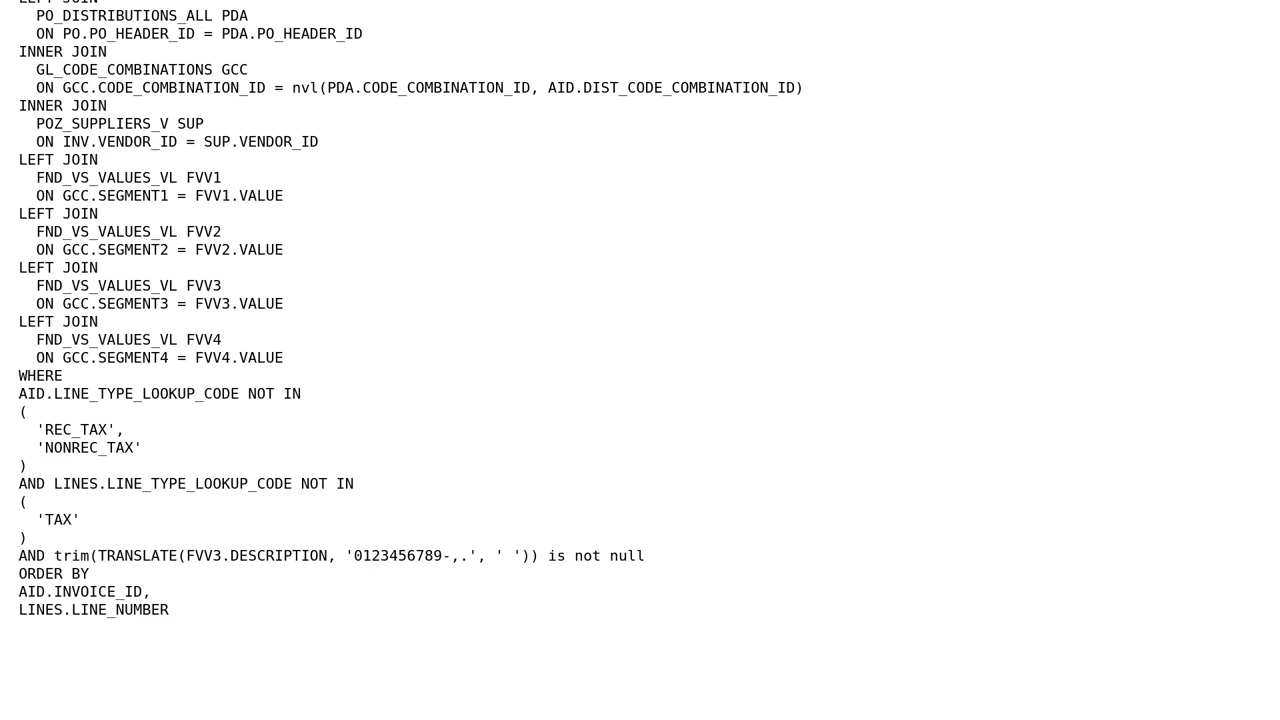 LEFT JOIN
  PO_DISTRIBUTIONS_ALL PDA
  ON PO.PO_HEADER_ID = PDA.PO_HEADER_ID
INNER JOIN
  GL_CODE_COMBINATIONS GCC
  ON GCC.CODE_COMBINATION_ID = nvl(PDA.CODE_COMBINATION_ID, AID.DIST_CODE_COMBINATION_ID)
INNER JOIN
  POZ_SUPPLIERS_V SUP
  ON INV.VENDOR_ID = SUP.VENDOR_ID
LEFT JOIN
  FND_VS_VALUES_VL FVV1
  ON GCC.SEGMENT1 = FVV1.VALUE
LEFT JOIN
  FND_VS_VALUES_VL FVV2
  ON GCC.SEGMENT2 = FVV2.VALUE
LEFT JOIN
  FND_VS_VALUES_VL FVV3
  ON GCC.SEGMENT3 = FVV3.VALUE
LEFT JOIN
  FND_VS_VALUES_VL FVV4
  ON GCC.SEGMENT4 = FVV4.VALUE
WHERE
AID.LINE_TYPE_LOOKUP_CODE NOT IN
(
  'REC_TAX',
  'NONREC_TAX'
)
AND LINES.LINE_TYPE_LOOKUP_CODE NOT IN
(
  'TAX'
)
AND trim(TRANSLATE(FVV3.DESCRIPTION, '0123456789-,.', ' ')) is not null
ORDER BY
AID.INVOICE_ID,
LINES.LINE_NUMBER